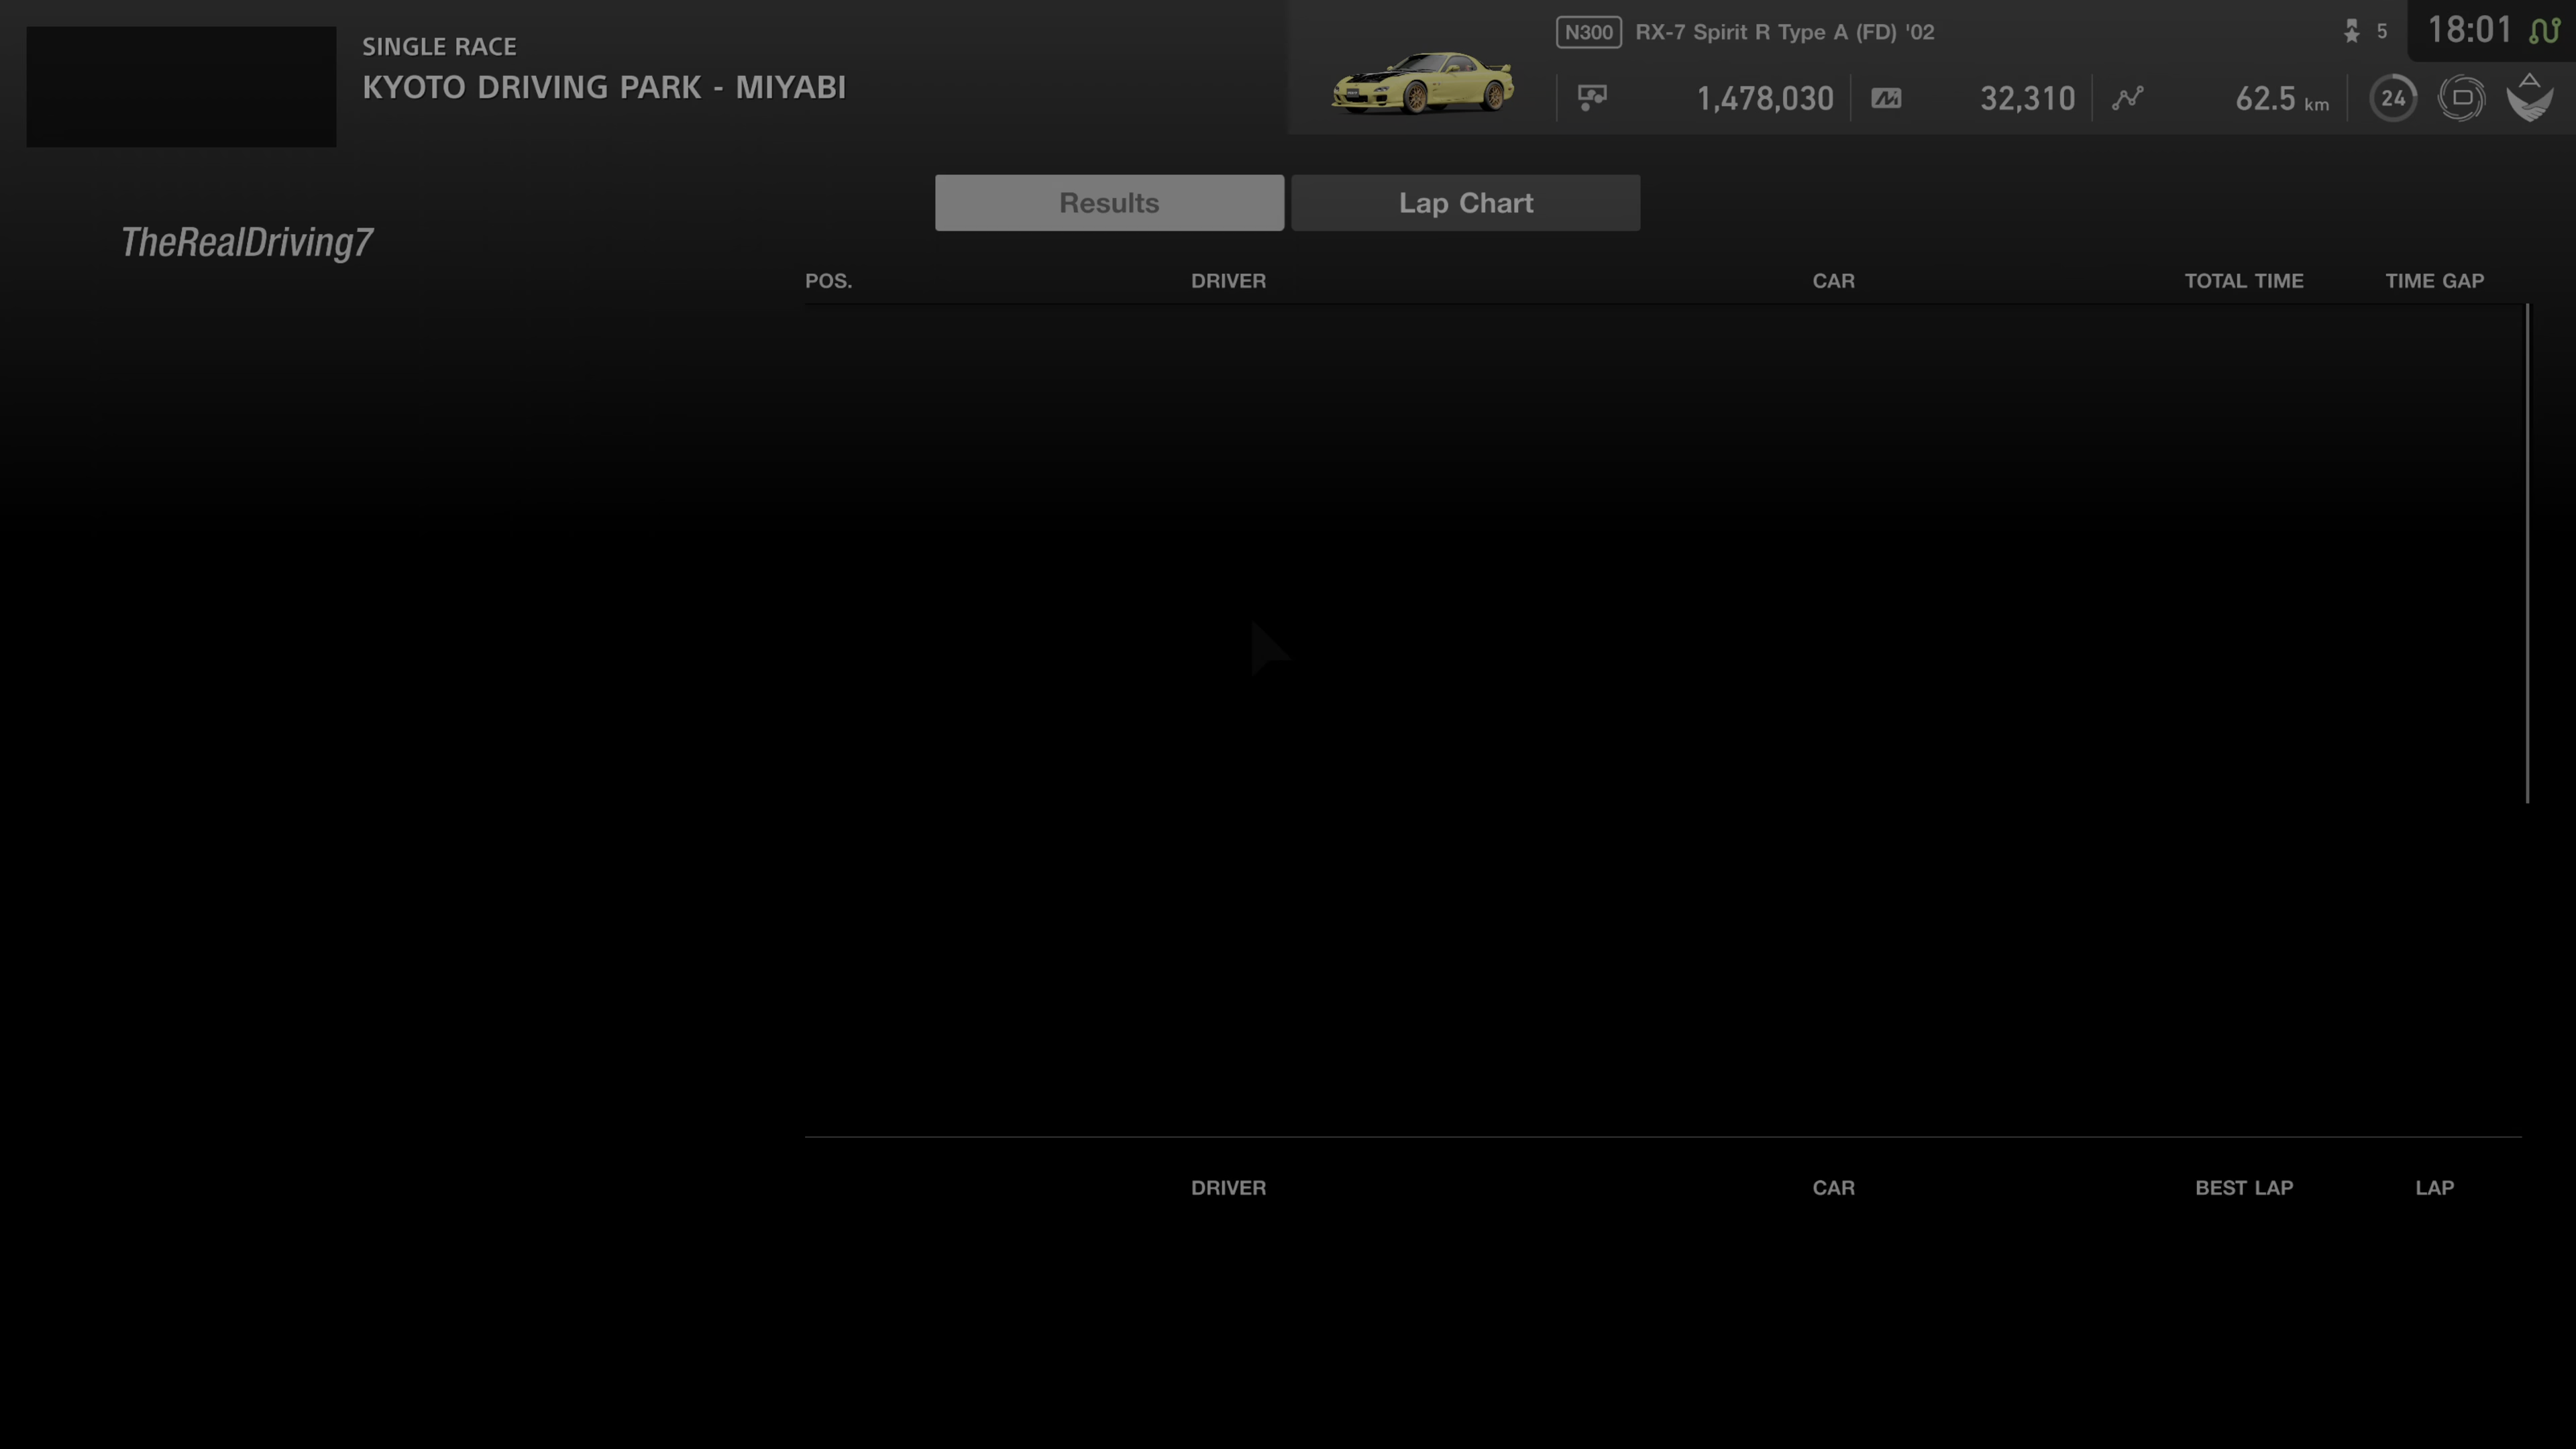 SINGLE RACE
KYOTO DRIVING PARK - MIYABI
N300 RX-7 Spirit R Type A (FD) '02
5
18:01
1,478,030
32,310
62.5 km
24
D
A
Results
Lap Chart
TheRealDriving7
POS. DRIVER CAR TOTAL TIME TIME GAP
DRIVER CAR BEST LAP LAP